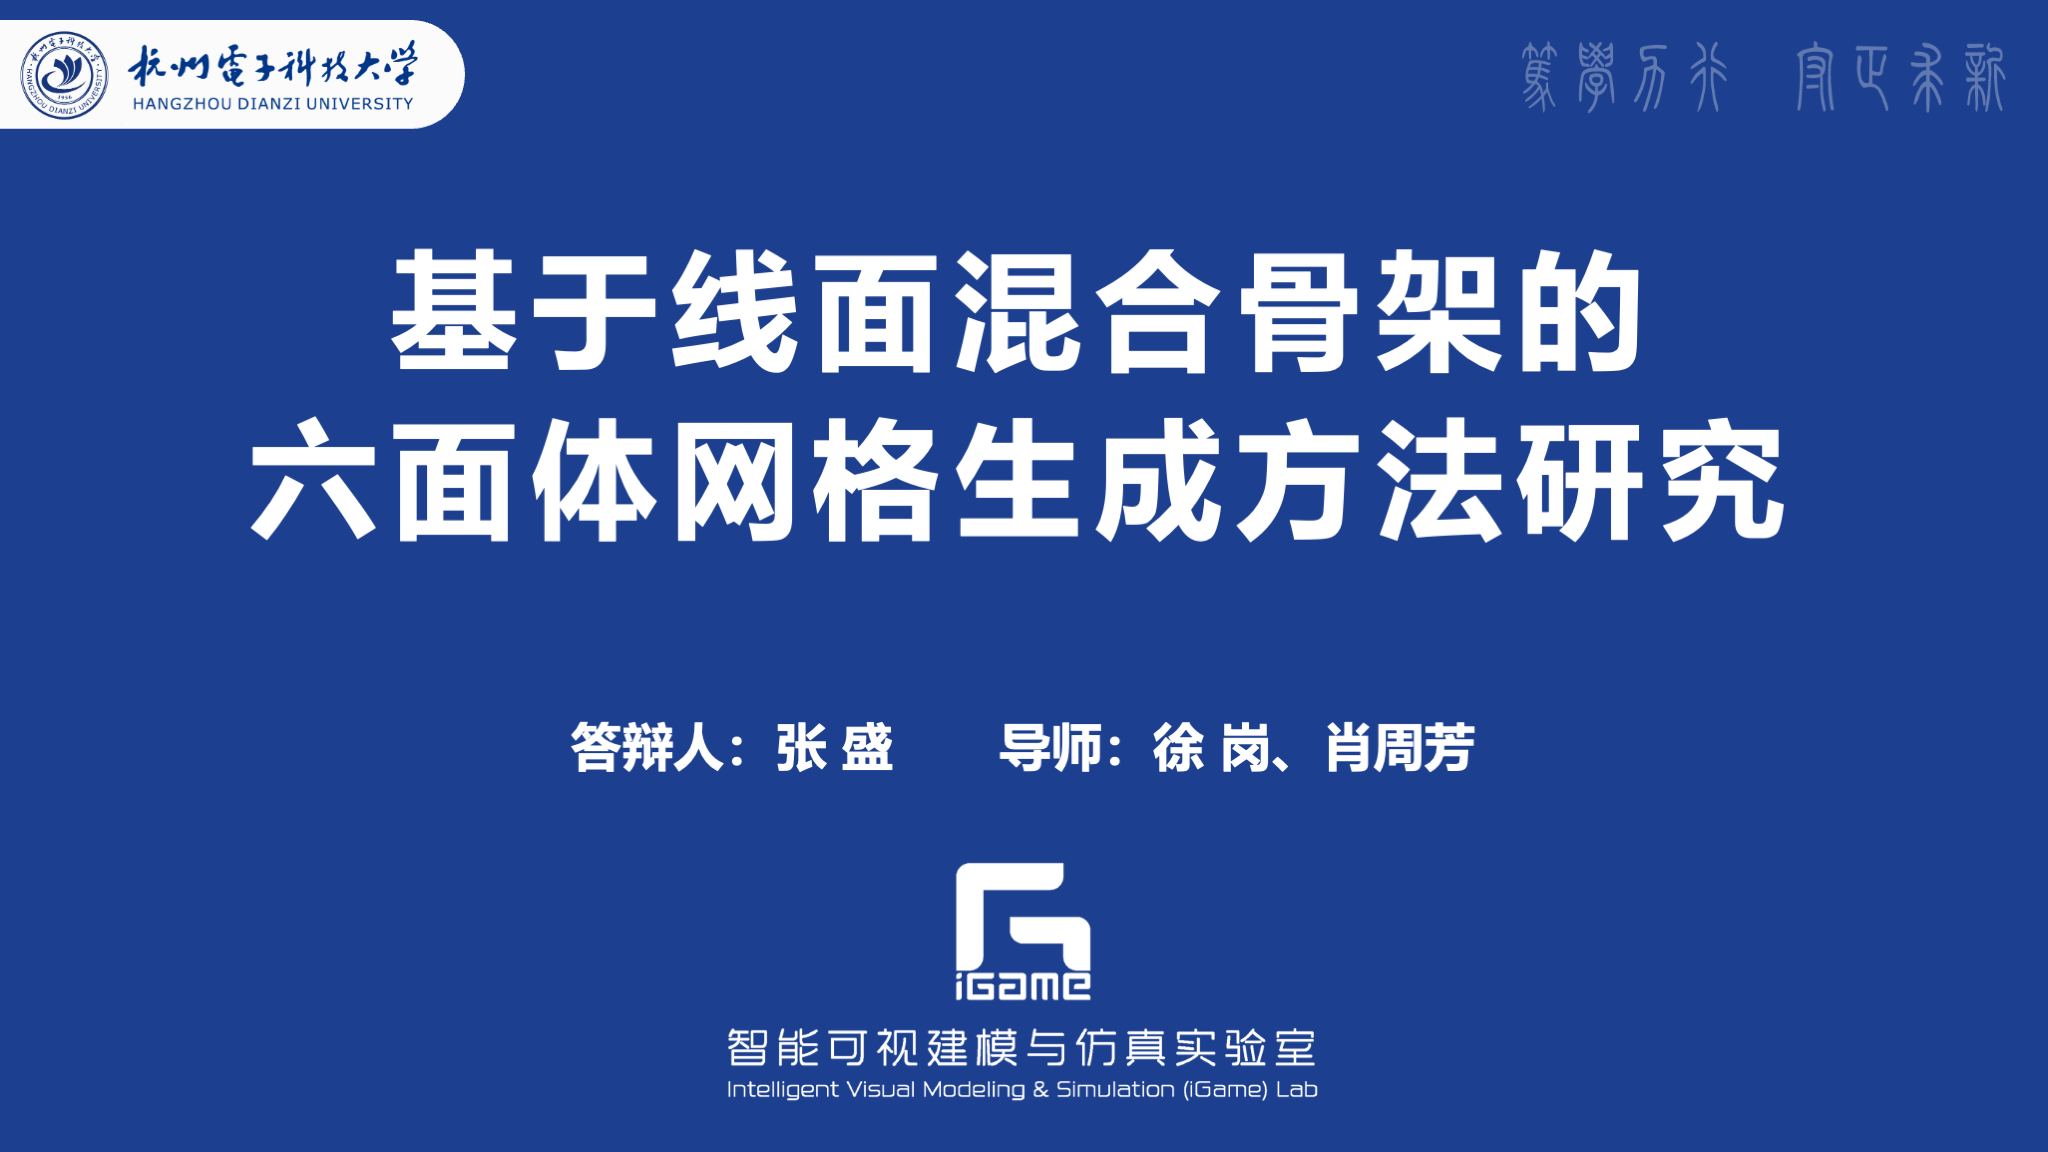 杭州電子科技大学
HANGZHOU DIANZI UNIVERSITY
篤學力行 守正求新
基于线面混合骨架的
六面体网格生成方法研究
答辩人：张 盛 导师：徐 岗、肖周芳
iGame
智能可视建模与仿真实验室
Intelligent Visual Modeling & Simulation (iGame) Lab